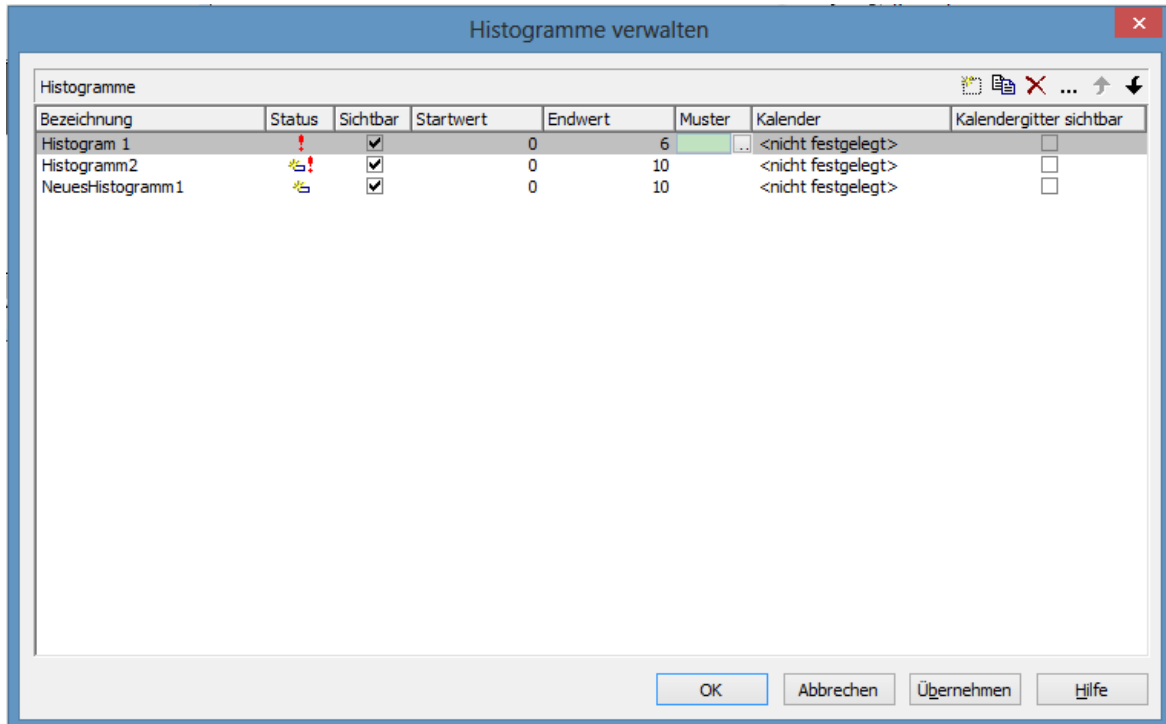 Histogramme verwalten
Histogramme ...
Bezeichnung Status Sichtbar Startwert Endwert Muster Kalender Kalendergitter sichtbar
Histogram 1 ! 0 6 .. <nicht festgelegt>
Histogramm2 ! 0 10 <nicht festgelegt>
NeuesHistogramm1 0 10 <nicht festgelegt>
OK Abbrechen Übernehmen Hilfe